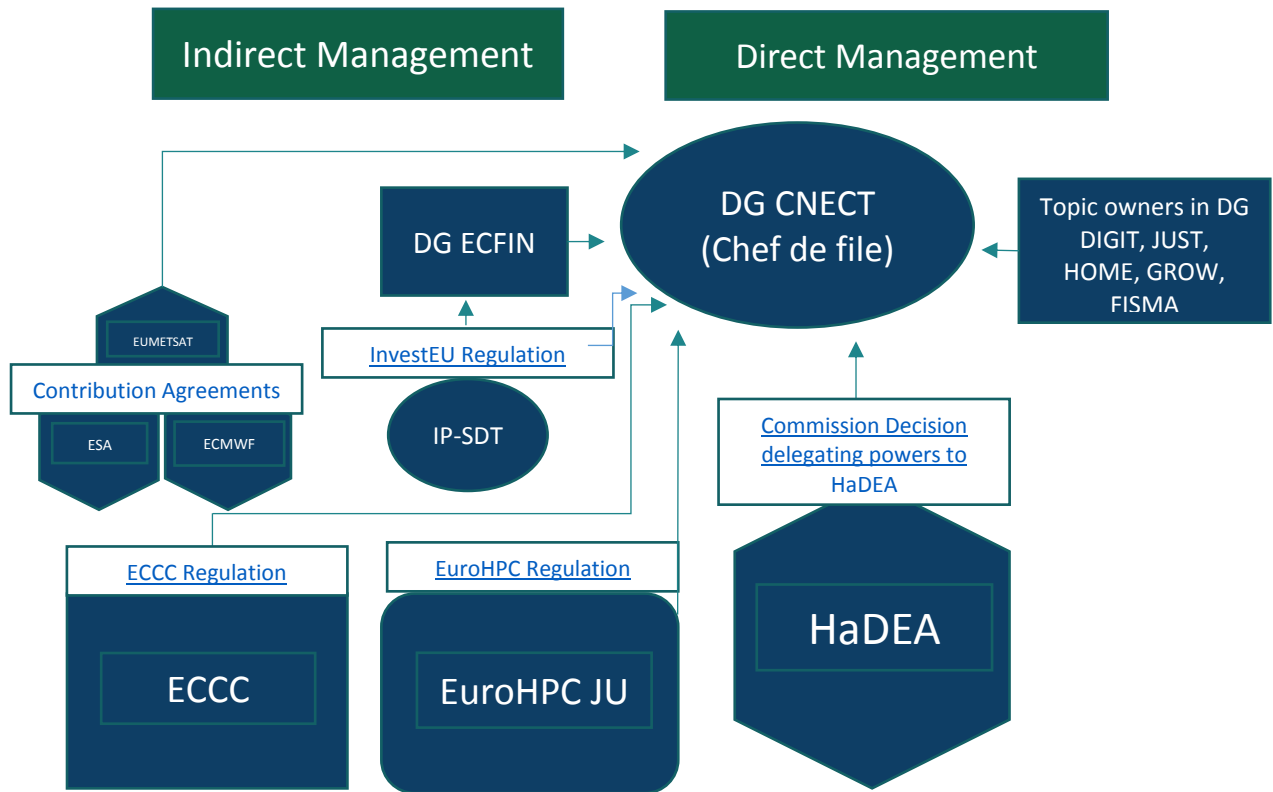 Indirect Management
Direct Management
DG CNECT
(Chef de file)
DG ECFIN
Topic owners in DG
DIGIT, JUST,
HOME, GROW,
FISMA
EUMETSAT
InvestEU Regulation
Contribution Agreements
ESA
ECMWF
IP-SDT
Commission Decision
delegating powers to
HaDEA
ECCC Regulation
EuroHPC Regulation
HaDEA
ECCC
EuroHPC JU